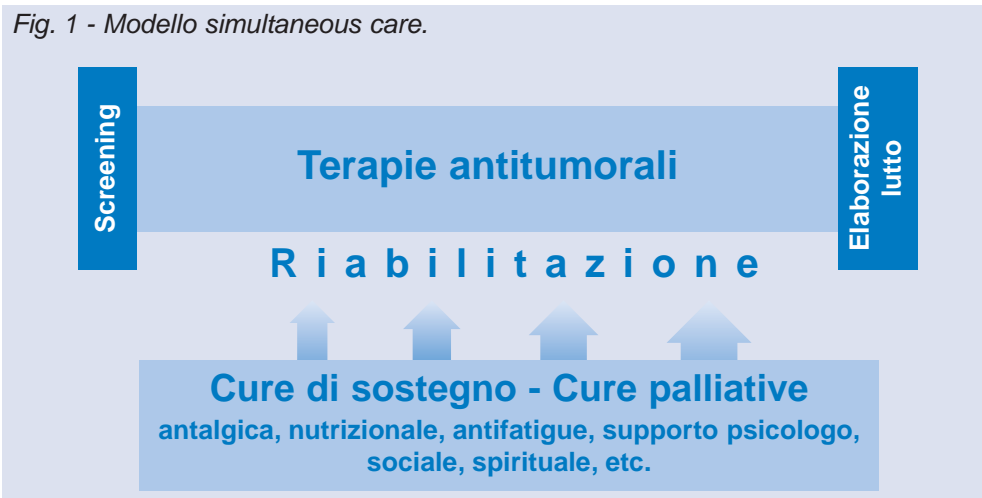 Fig. 1 - Modello simultaneous care.
Screening
Terapie antitumorali
Elaborazione
lutto
Riabilitazione
Cure di sostegno - Cure palliative
antalgica, nutrizionale, antifatigue, supporto psicologo,
sociale, spirituale, etc.